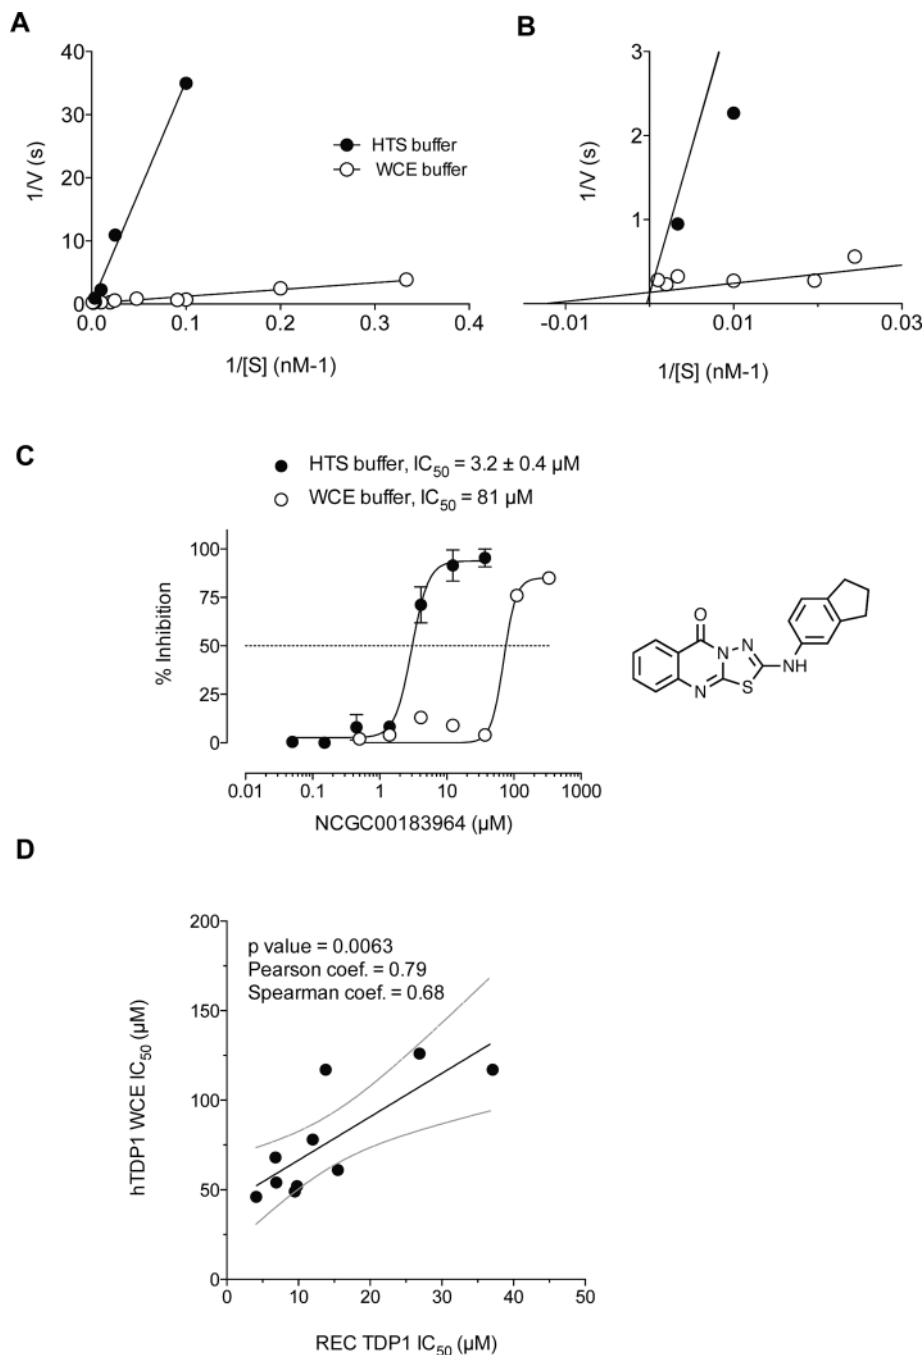 A
40
30
20
10
0
1/V (s)
0.0
0.1
0.2
0.3
0.4
1/[S] (nM-1)
HTS buffer
WCE buffer
B
3
2
1
1/V (s)
-0.01
0.01
0.03
1/[S] (nM-1)
C
HTS buffer, IC50 = 3.2 ± 0.4 µM
WCE buffer, IC50 = 81 µM
100
75
50
25
0
% Inhibition
0.01
0.1
1
10
100
1000
NCGC00183964 (µM)
O
N
N
N
S
NH
D
200
150
100
50
0
hTDP1 WCE IC50 (µM)
p value = 0.0063
Pearson coef. = 0.79
Spearman coef. = 0.68
0
10
20
30
40
50
REC TDP1 IC50 (µM)